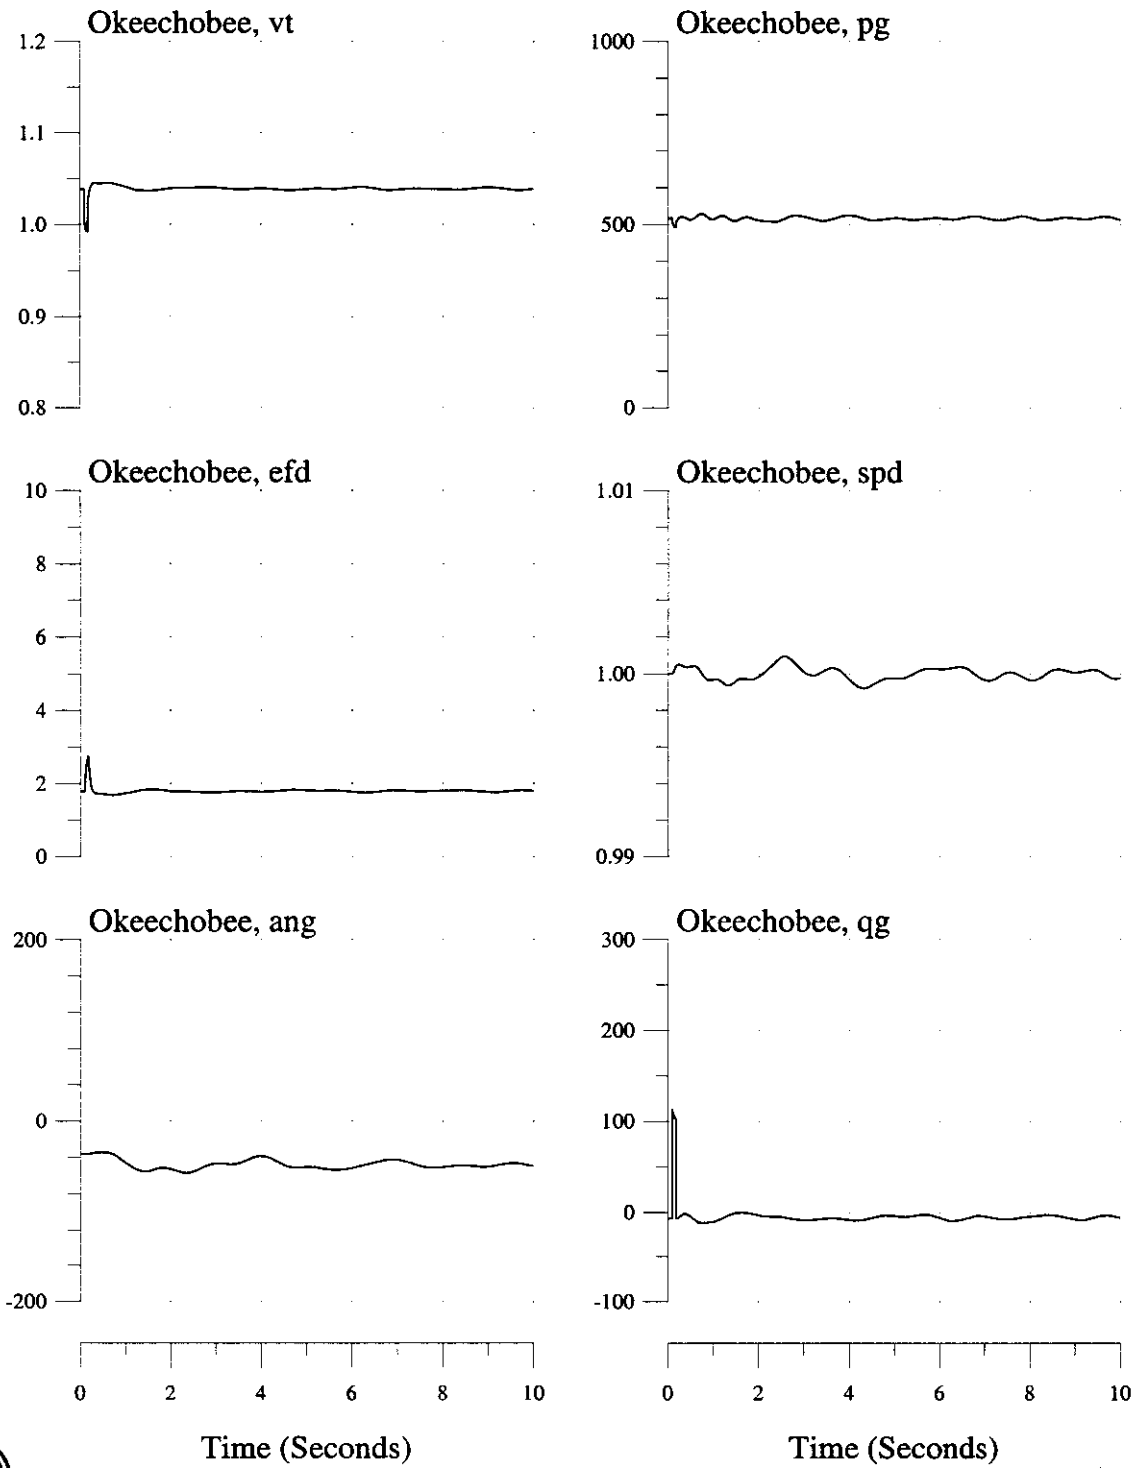 Okeechobee, vt
1.2
1.1
1.0
0.9
0.8
Okeechobee, pg
1000
500
0
Okeechobee, efd
10
8
6
4
2
0
Okeechobee, spd
1.01
1.00
0.99
Okeechobee, ang
200
0
-200
0 2 4 6 8 10
Time (Seconds)
Okeechobee, qg
300
200
100
0
-100
0 2 4 6 8 10
Time (Seconds)